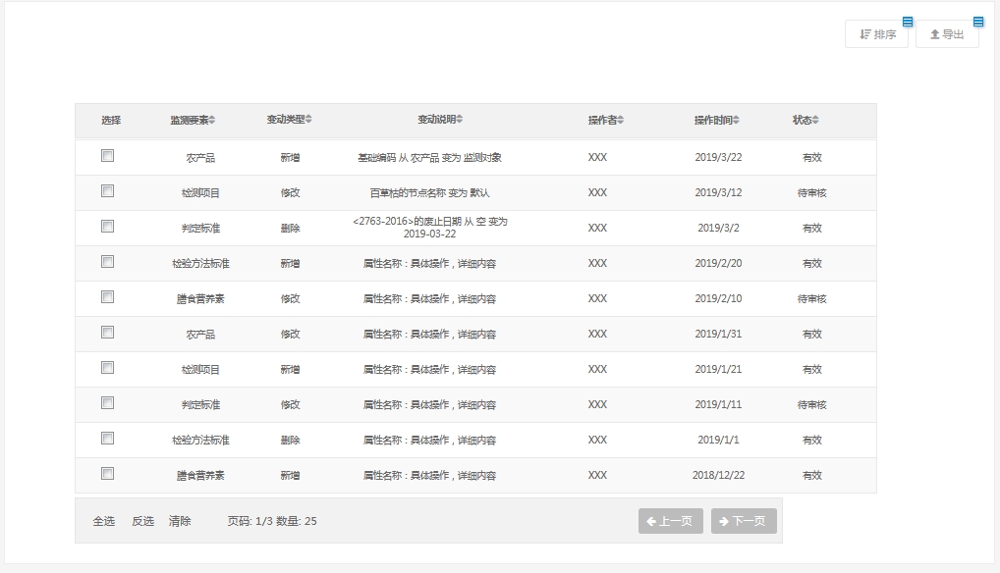 排序 导出
选择 监测要素 变动类型 变动说明 操作者 操作时间 状态
农产品 新增 基础编码 从 农产品 变为 监测对象 XXX 2019/3/22 有效
检测项目 修改 百草枯的节点名称 变为 默认 XXX 2019/3/12 待审核
判定标准 删除 <2763-2016>的废止日期 从 空 变为 XXX 2019/3/2 有效
2019-03-22
检验方法标准 新增 属性名称：具体操作，详细内容 XXX 2019/2/20 有效
膳食营养素 修改 属性名称：具体操作，详细内容 XXX 2019/2/10 待审核
农产品 修改 属性名称：具体操作，详细内容 XXX 2019/1/31 有效
检测项目 新增 属性名称：具体操作，详细内容 XXX 2019/1/21 有效
判定标准 修改 属性名称：具体操作，详细内容 XXX 2019/1/11 待审核
检验方法标准 删除 属性名称：具体操作，详细内容 XXX 2019/1/1 有效
膳食营养素 新增 属性名称：具体操作，详细内容 XXX 2018/12/22 有效
全选 反选 清除 页码: 1/3 数量: 25 上一页 下一页